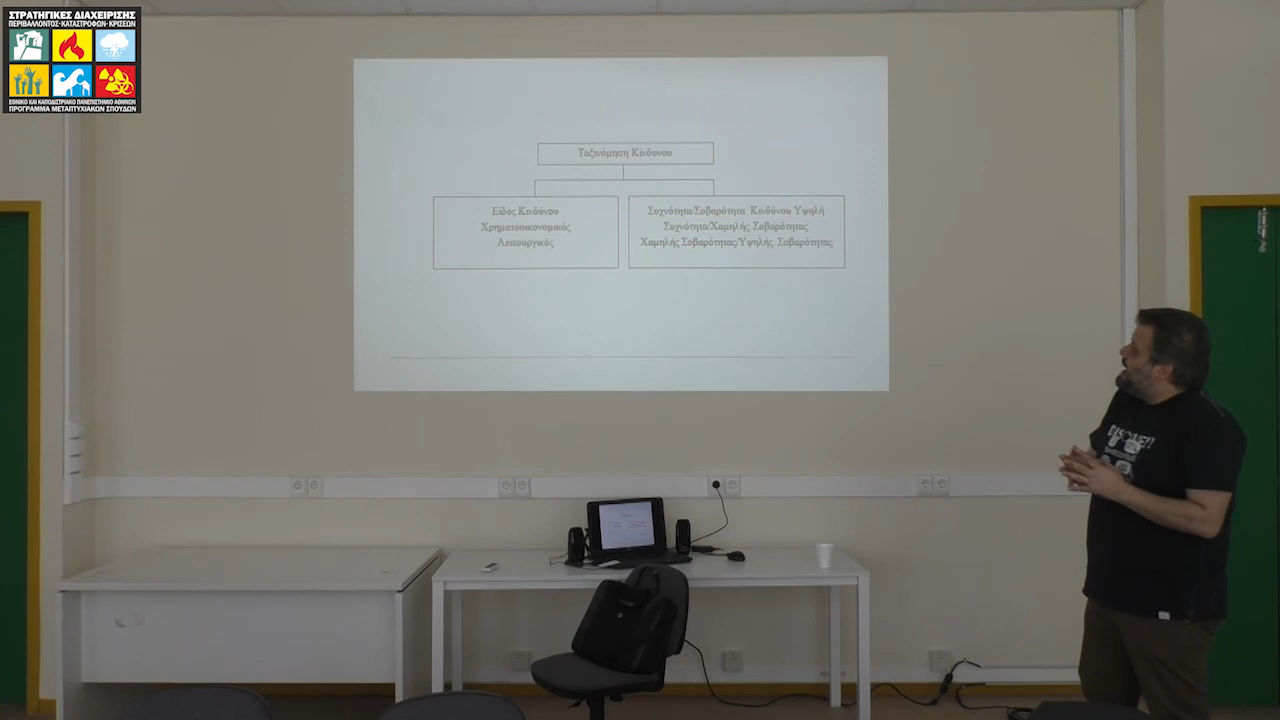 ΣΤΡΑΤΗΓΙΚΕΣ ΔΙΑΧΕΙΡΙΣΗΣ
ΠΕΡΙΒΑΛΛΟΝΤΟΣ·ΚΑΤΑΣΤΡΟΦΩΝ·ΚΡΙΣΕΩΝ
ΕΘΝΙΚΟ ΚΑΙ ΚΑΠΟΔΙΣΤΡΙΑΚΟ ΠΑΝΕΠΙΣΤΗΜΙΟ ΑΘΗΝΩΝ
ΠΡΟΓΡΑΜΜΑ ΜΕΤΑΠΤΥΧΙΑΚΩΝ ΣΠΟΥΔΩΝ
Ταξινόμηση Κίνδυνου
Είδος Κινδύνου
Χρηματοοικονομικός
Λειτουργικός
Συχνότητα/Σοβαρότητα Κινδύνου Υψηλή
Συχνότητα/Χαμηλής Σοβαρότητας
Χαμηλής Σοβαρότητας/Υψηλής Σοβαρότητας